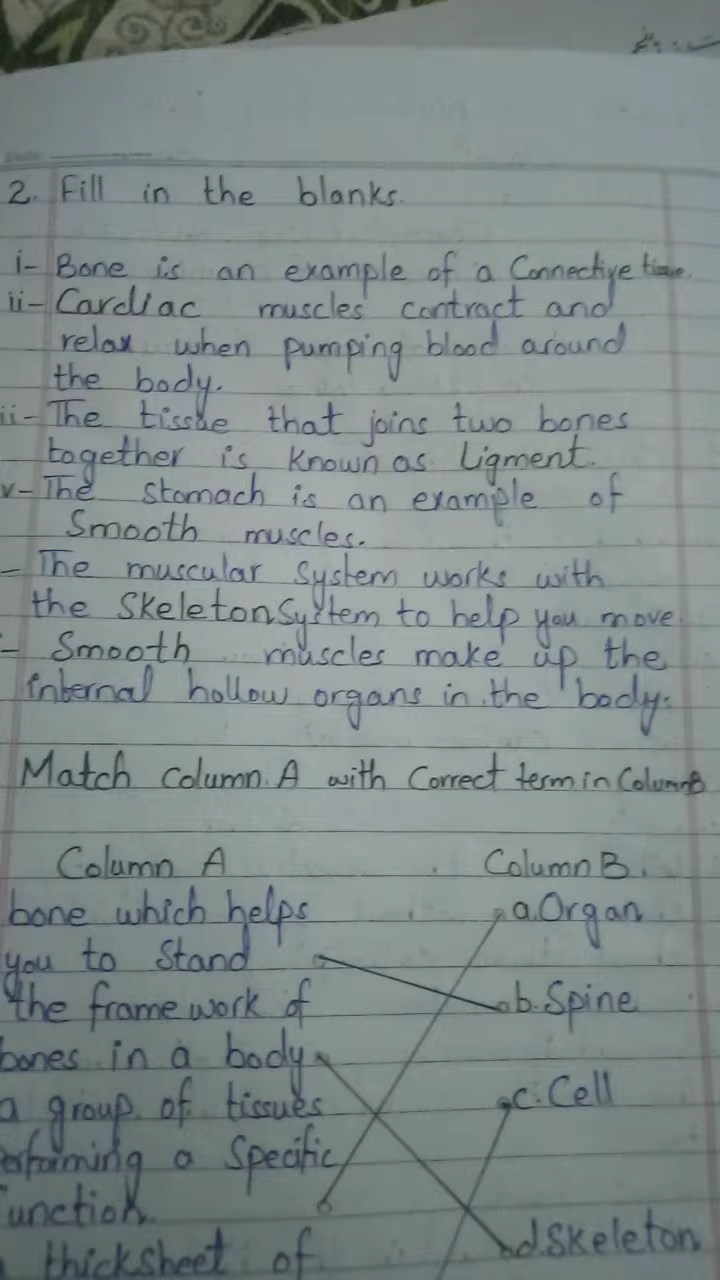 2. Fill in the blanks.
i- Bone is an example of a Connective tissue.
ii- Cardiac muscles contract and
relax when pumping blood around
the body.
ii- The tissue that joins two bones
together is known as Ligment.
v- The stomach is an example of
Smooth muscles.
- The muscular system works with
the Skeleton System to help you move
- Smooth muscles make up the
internal hollow organs in the body.
Match Column A with Correct term in Column B
Column A Column B.
bone which helps a. Organ
you to stand
the frame work of b. Spine
bones in a body
a group of tissues c. Cell
erforming a specific
unction.
thick sheet of d. Skeleton